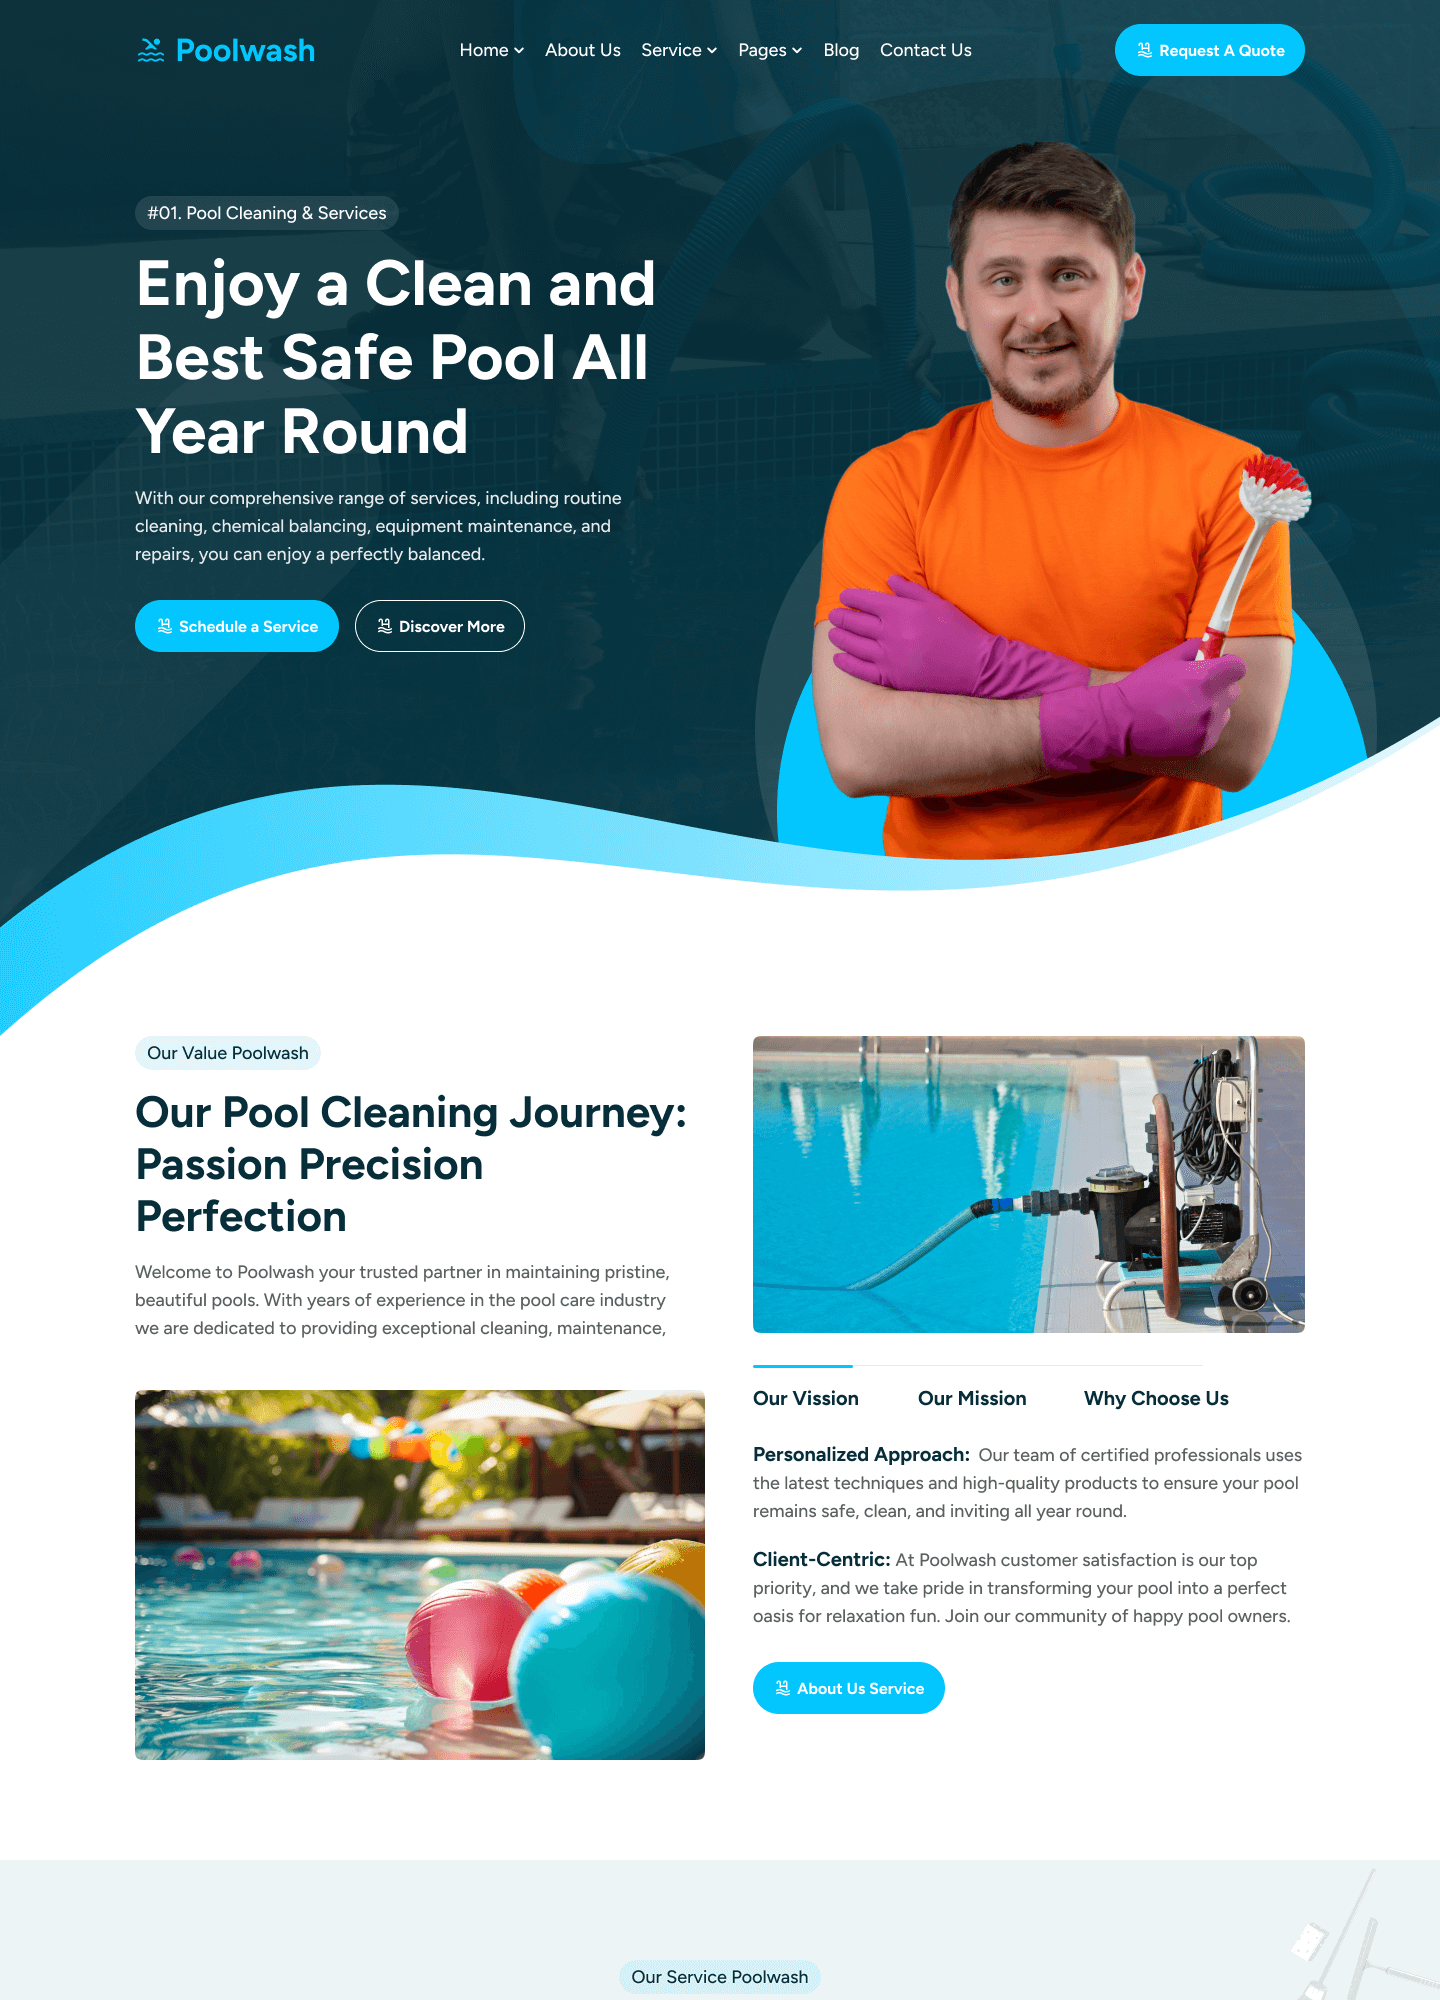 Poolwash
Home
About Us
Service
Pages
Blog
Contact Us
Request A Quote
#01. Pool Cleaning & Services
Enjoy a Clean and
Best Safe Pool All
Year Round
With our comprehensive range of services, including routine
cleaning, chemical balancing, equipment maintenance, and
repairs, you can enjoy a perfectly balanced.
Schedule a Service
Discover More
Our Value Poolwash
Our Pool Cleaning Journey:
Passion Precision
Perfection
Welcome to Poolwash your trusted partner in maintaining pristine,
beautiful pools. With years of experience in the pool care industry
we are dedicated to providing exceptional cleaning, maintenance,
Our Vission
Our Mission
Why Choose Us
Personalized Approach: Our team of certified professionals uses
the latest techniques and high-quality products to ensure your pool
remains safe, clean, and inviting all year round.
Client-Centric: At Poolwash customer satisfaction is our top
priority, and we take pride in transforming your pool into a perfect
oasis for relaxation fun. Join our community of happy pool owners.
About Us Service
Our Service Poolwash